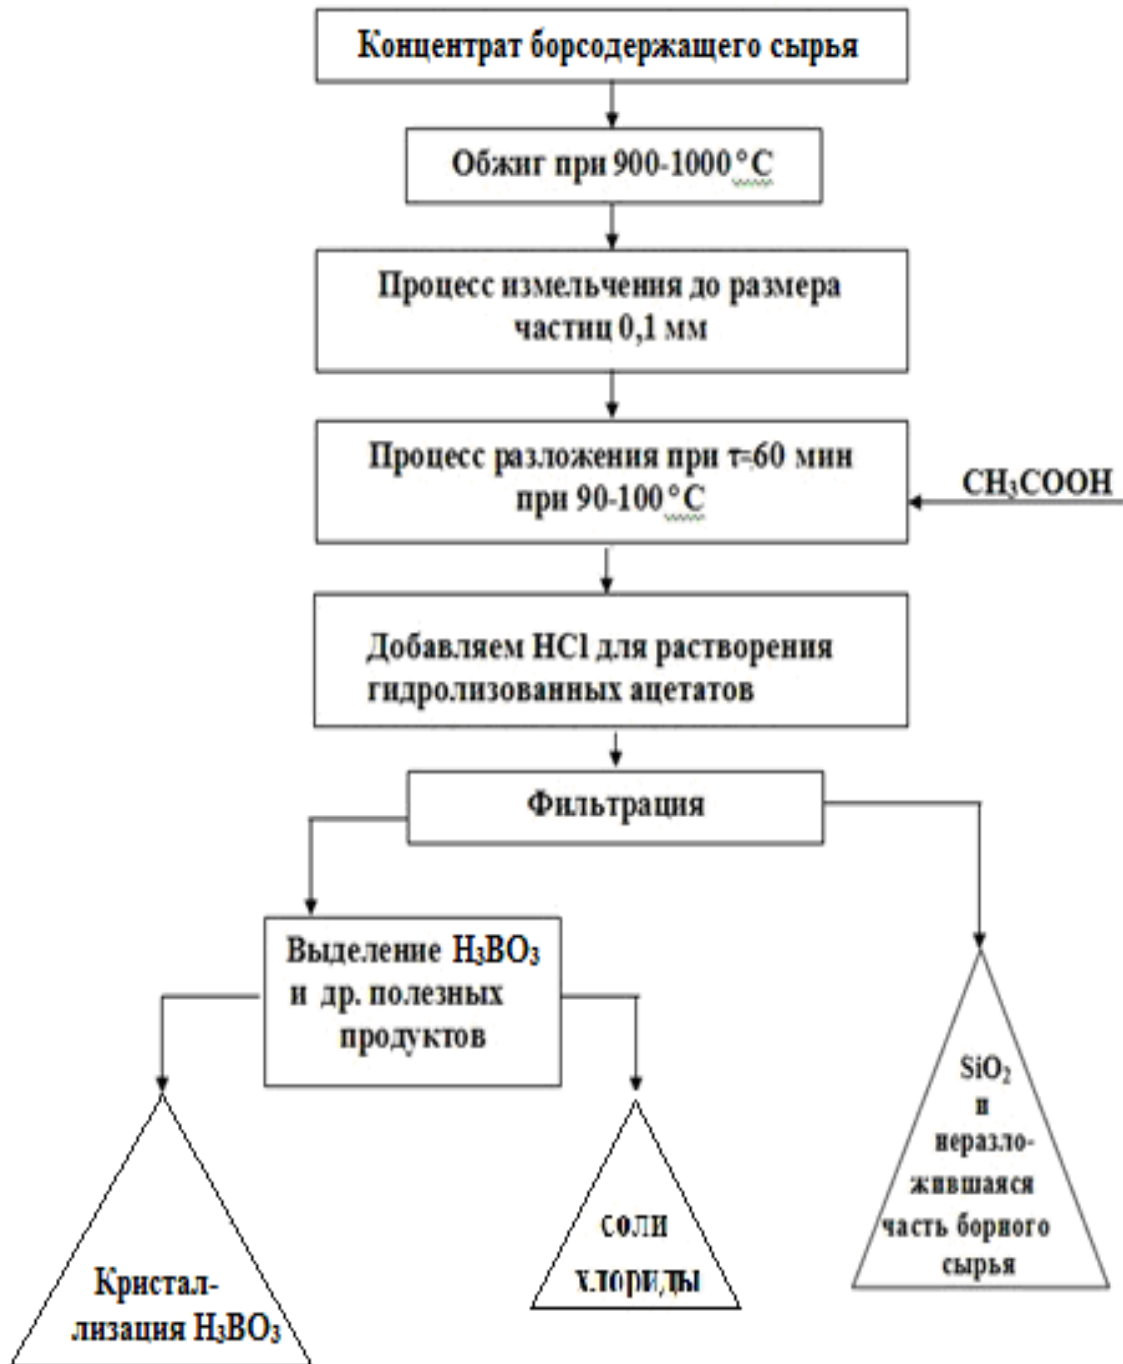 Концентрат борсодержащего сырья
Обжиг при 900-1000°С
Процесс измельчения до размера
частиц 0,1 мм
Процесс разложения при τ=60 мин
при 90-100°С
CH₃COOH
Добавляем HCl для растворения
гидролизованных ацетатов
Фильтрация
Выделение H₃BO₃
и др. полезных
продуктов
SiO₂
и
неразло-
жившаяся
часть борного
сырья
соли
хлориды
Кристал-
лизация H₃BO₃